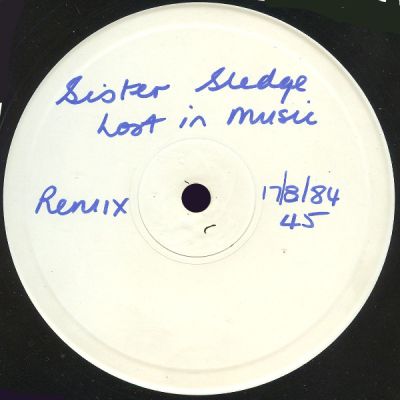 Sister Sledge
Lost in Music
Remix
17/8/84
45